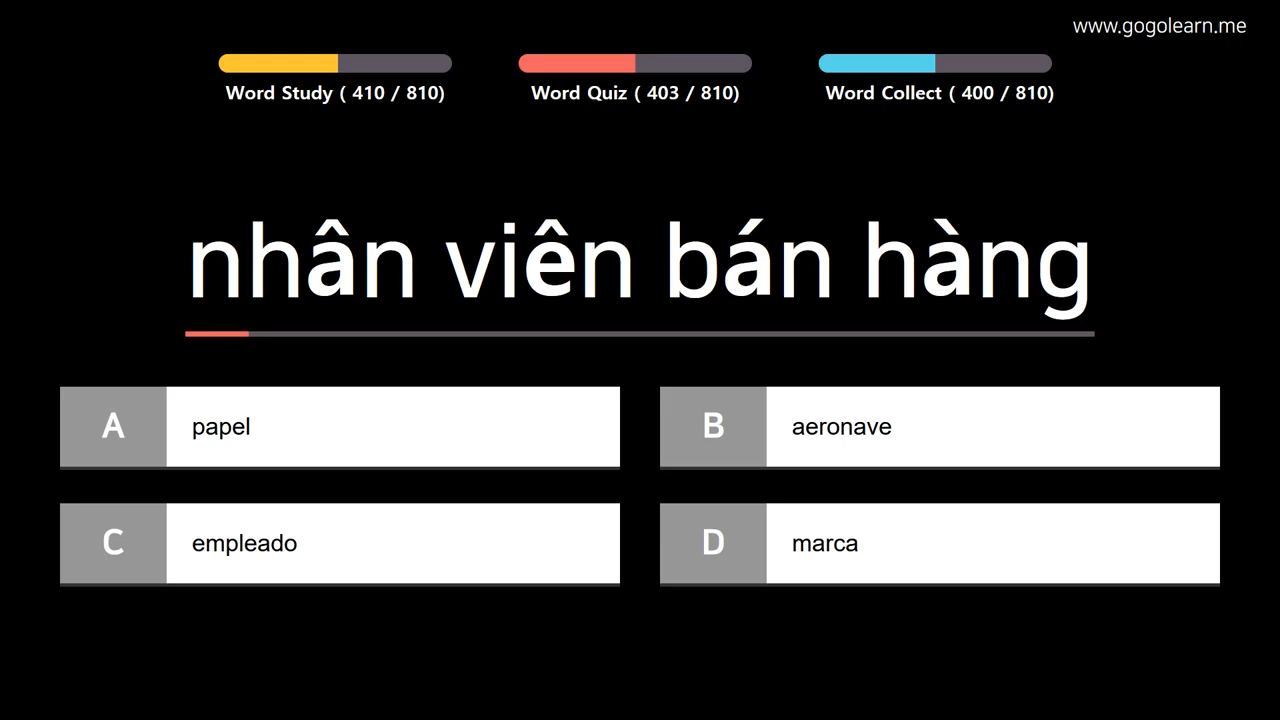 www.gogolearn.me
Word Study ( 410 / 810)
Word Quiz ( 403 / 810)
Word Collect ( 400 / 810)
nhân viên bán hàng
A papel
B aeronave
C empleado
D marca